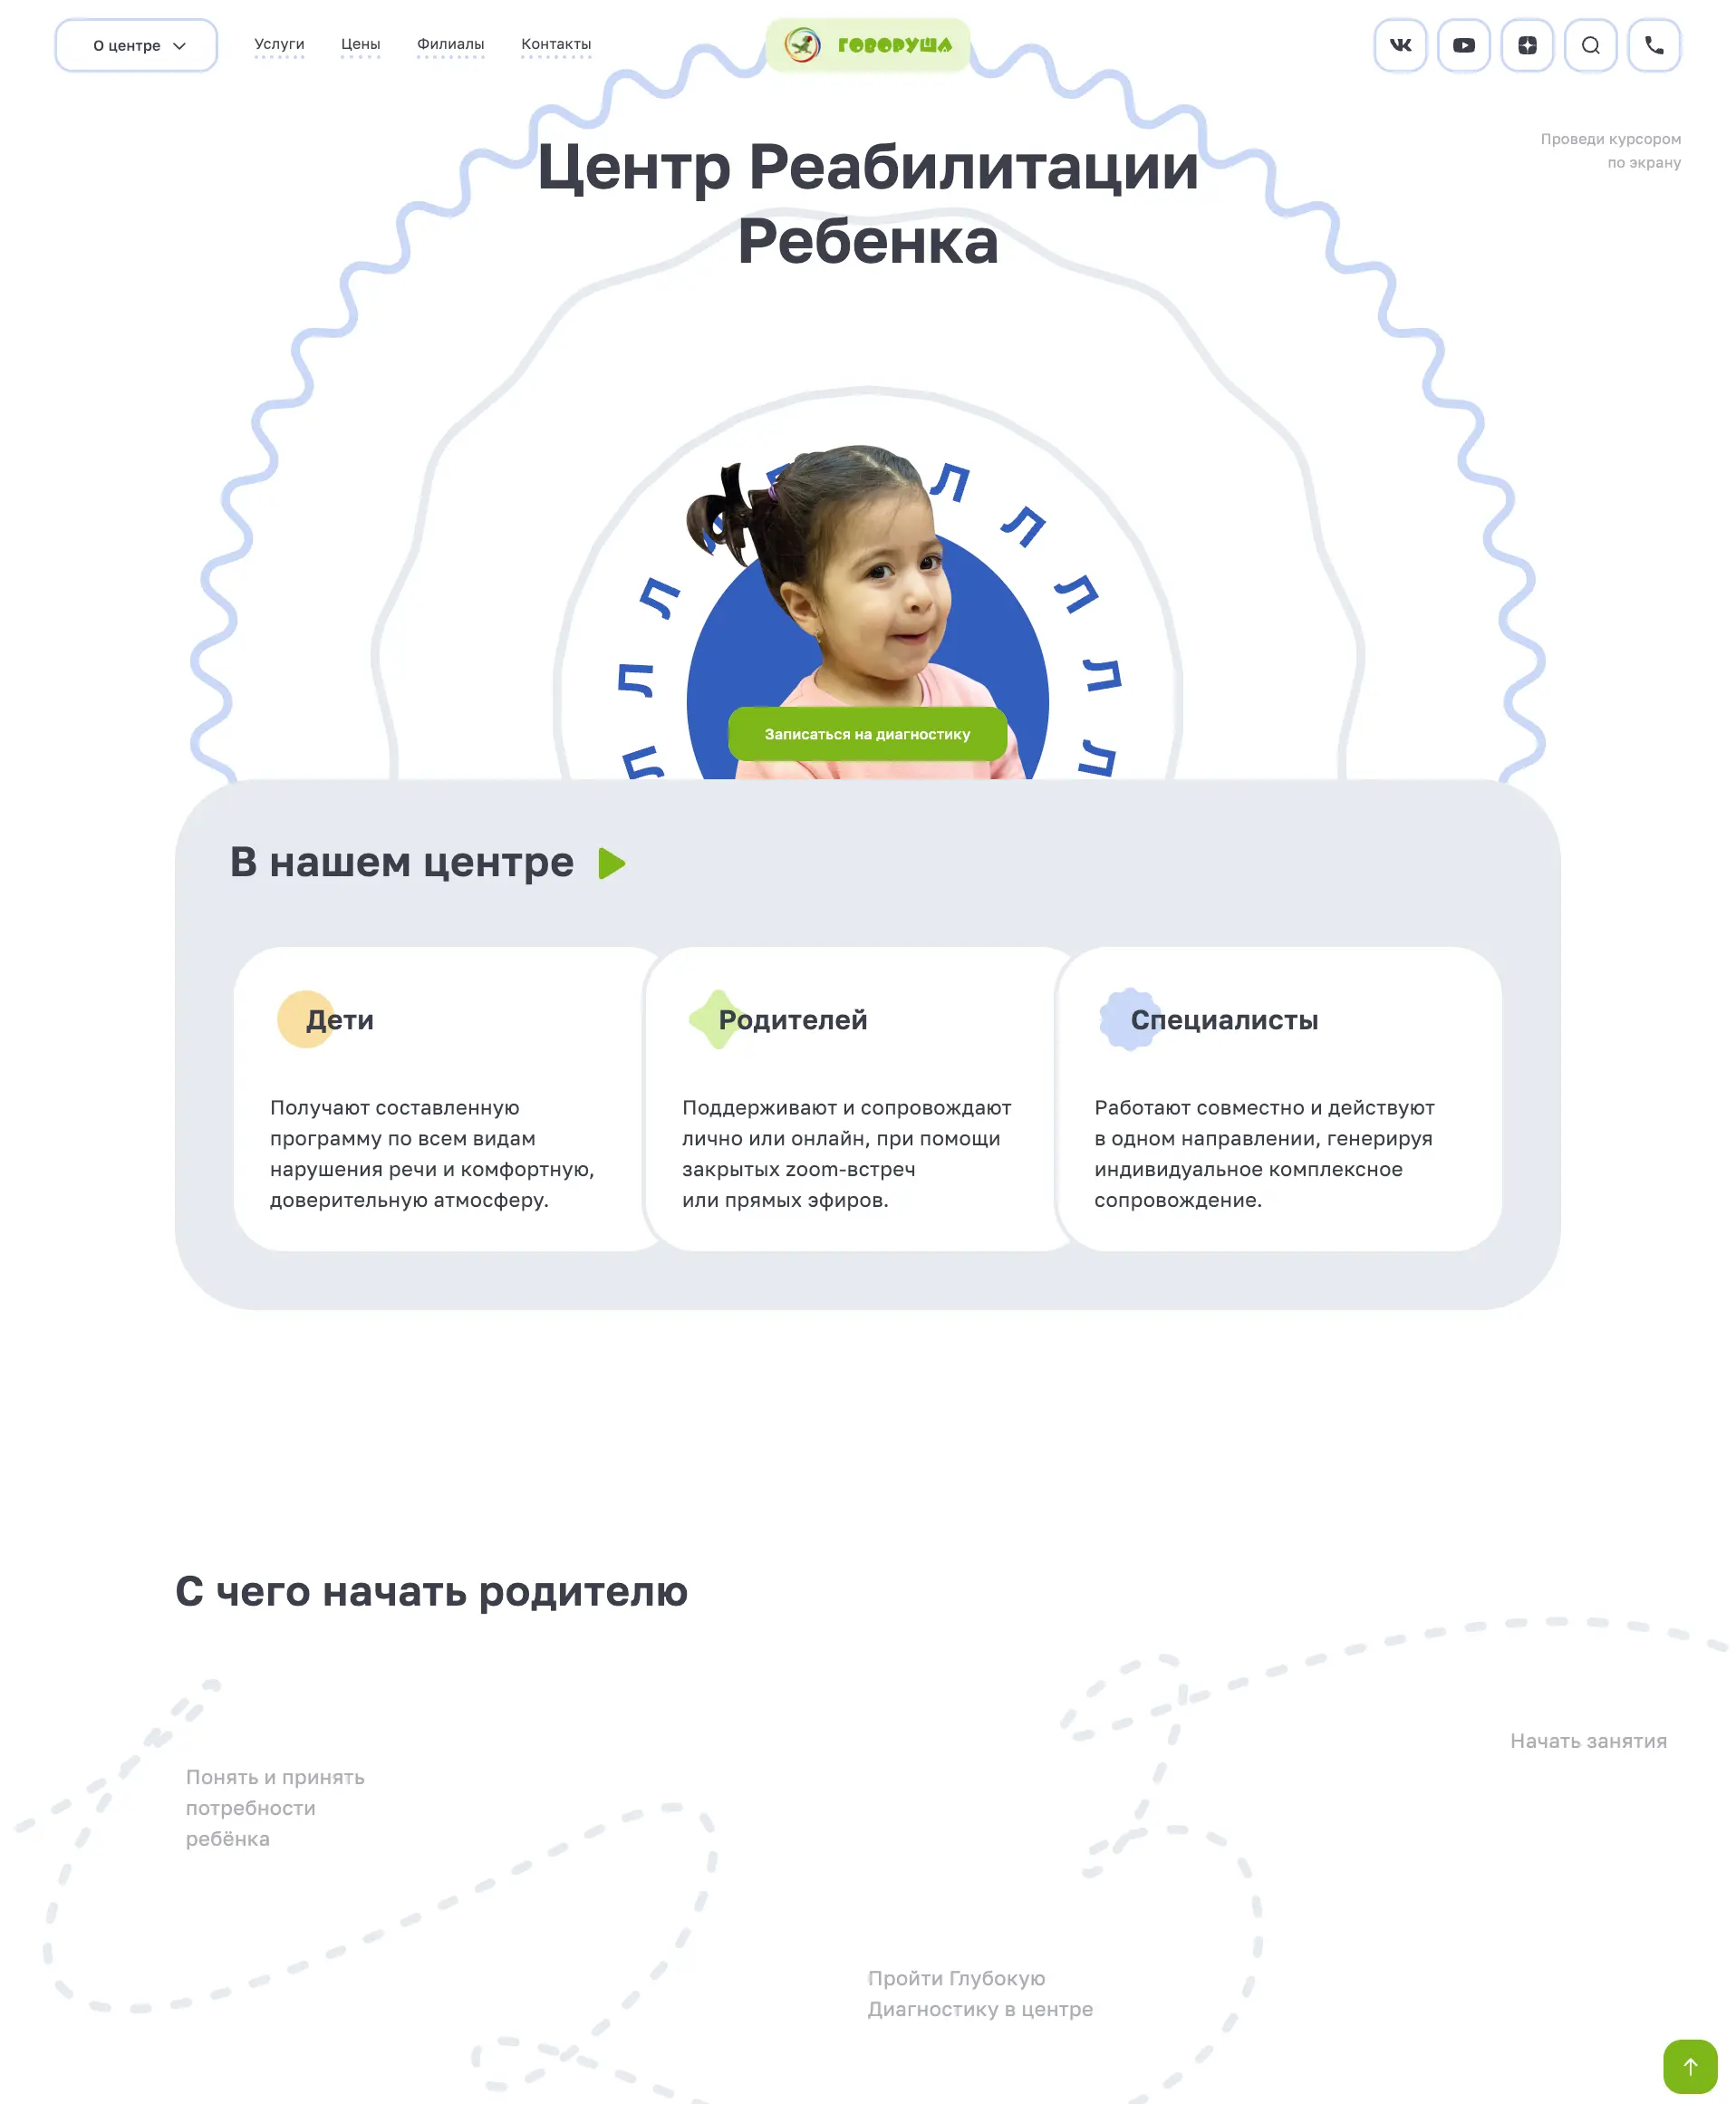 О центре
Услуги
Цены
Филиалы
Контакты
ГОВОРУША
Проведи курсором
по экрану
Центр Реабилитации
Ребенка
Л
Л
Л
Л
Л
Л
Л
Л
Л
Записаться на диагностику
В нашем центре
Дети
Получают составленную
программу по всем видам
нарушения речи и комфортную,
доверительную атмосферу.
Родителей
Поддерживают и сопровождают
лично или онлайн, при помощи
закрытых zoom-встреч
или прямых эфиров.
Специалисты
Работают совместно и действуют
в одном направлении, генерируя
индивидуальное комплексное
сопровождение.
С чего начать родителю
Начать занятия
Понять и принять
потребности
ребёнка
Пройти Глубокую
Диагностику в центре